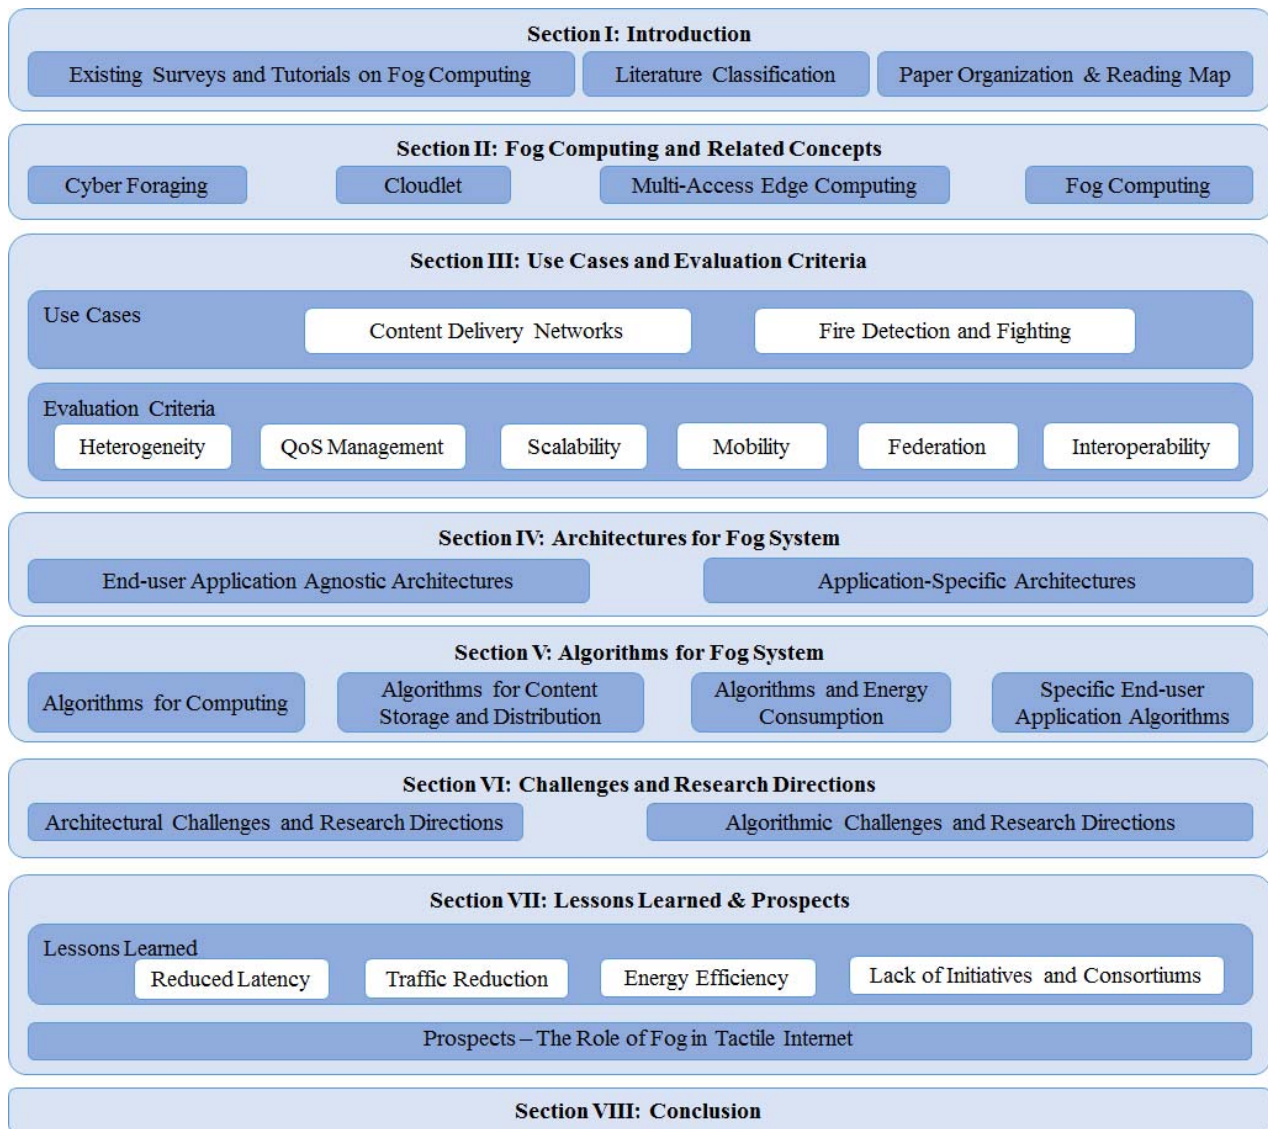 Section I: Introduction
Existing Surveys and Tutorials on Fog Computing
Literature Classification
Paper Organization & Reading Map
Section II: Fog Computing and Related Concepts
Cyber Foraging
Cloudlet
Multi-Access Edge Computing
Fog Computing
Section III: Use Cases and Evaluation Criteria
Use Cases
Content Delivery Networks
Fire Detection and Fighting
Evaluation Criteria
Heterogeneity
QoS Management
Scalability
Mobility
Federation
Interoperability
Section IV: Architectures for Fog System
End-user Application Agnostic Architectures
Application-Specific Architectures
Section V: Algorithms for Fog System
Algorithms for Computing
Algorithms for Content
Storage and Distribution
Algorithms and Energy
Consumption
Specific End-user
Application Algorithms
Section VI: Challenges and Research Directions
Architectural Challenges and Research Directions
Algorithmic Challenges and Research Directions
Section VII: Lessons Learned & Prospects
Lessons Learned
Reduced Latency
Traffic Reduction
Energy Efficiency
Lack of Initiatives and Consortiums
Prospects – The Role of Fog in Tactile Internet
Section VIII: Conclusion